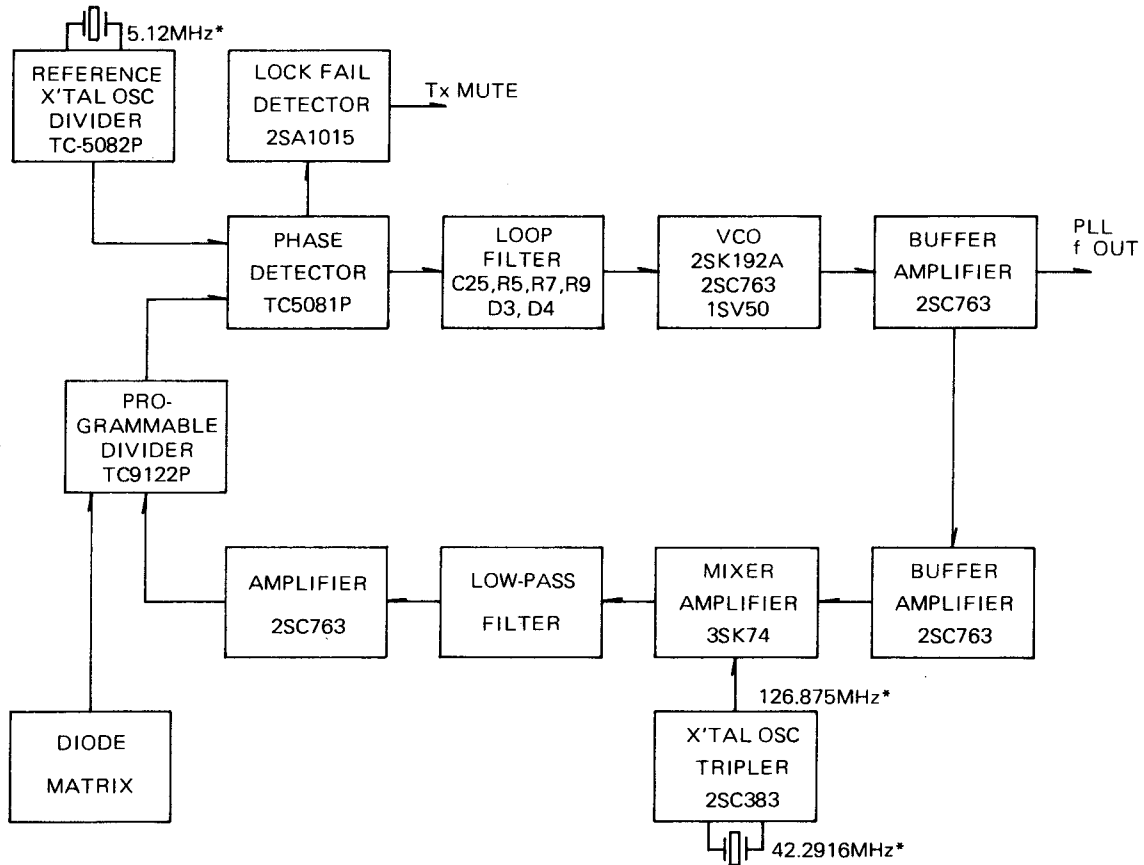 5.12MHz*
REFERENCE
X'TAL OSC
DIVIDER
TC-5082P
LOCK FAIL
DETECTOR
2SA1015
Tx MUTE
PHASE
DETECTOR
TC5081P
LOOP
FILTER
C25,R5,R7,R9
D3, D4
VCO
2SK192A
2SC763
1SV50
BUFFER
AMPLIFIER
2SC763
PLL
f OUT
PRO-
GRAMMABLE
DIVIDER
TC9122P
AMPLIFIER
2SC763
LOW-PASS
FILTER
MIXER
AMPLIFIER
3SK74
BUFFER
AMPLIFIER
2SC763
126.875MHz*
DIODE
MATRIX
X'TAL OSC
TRIPLER
2SC383
42.2916MHz*